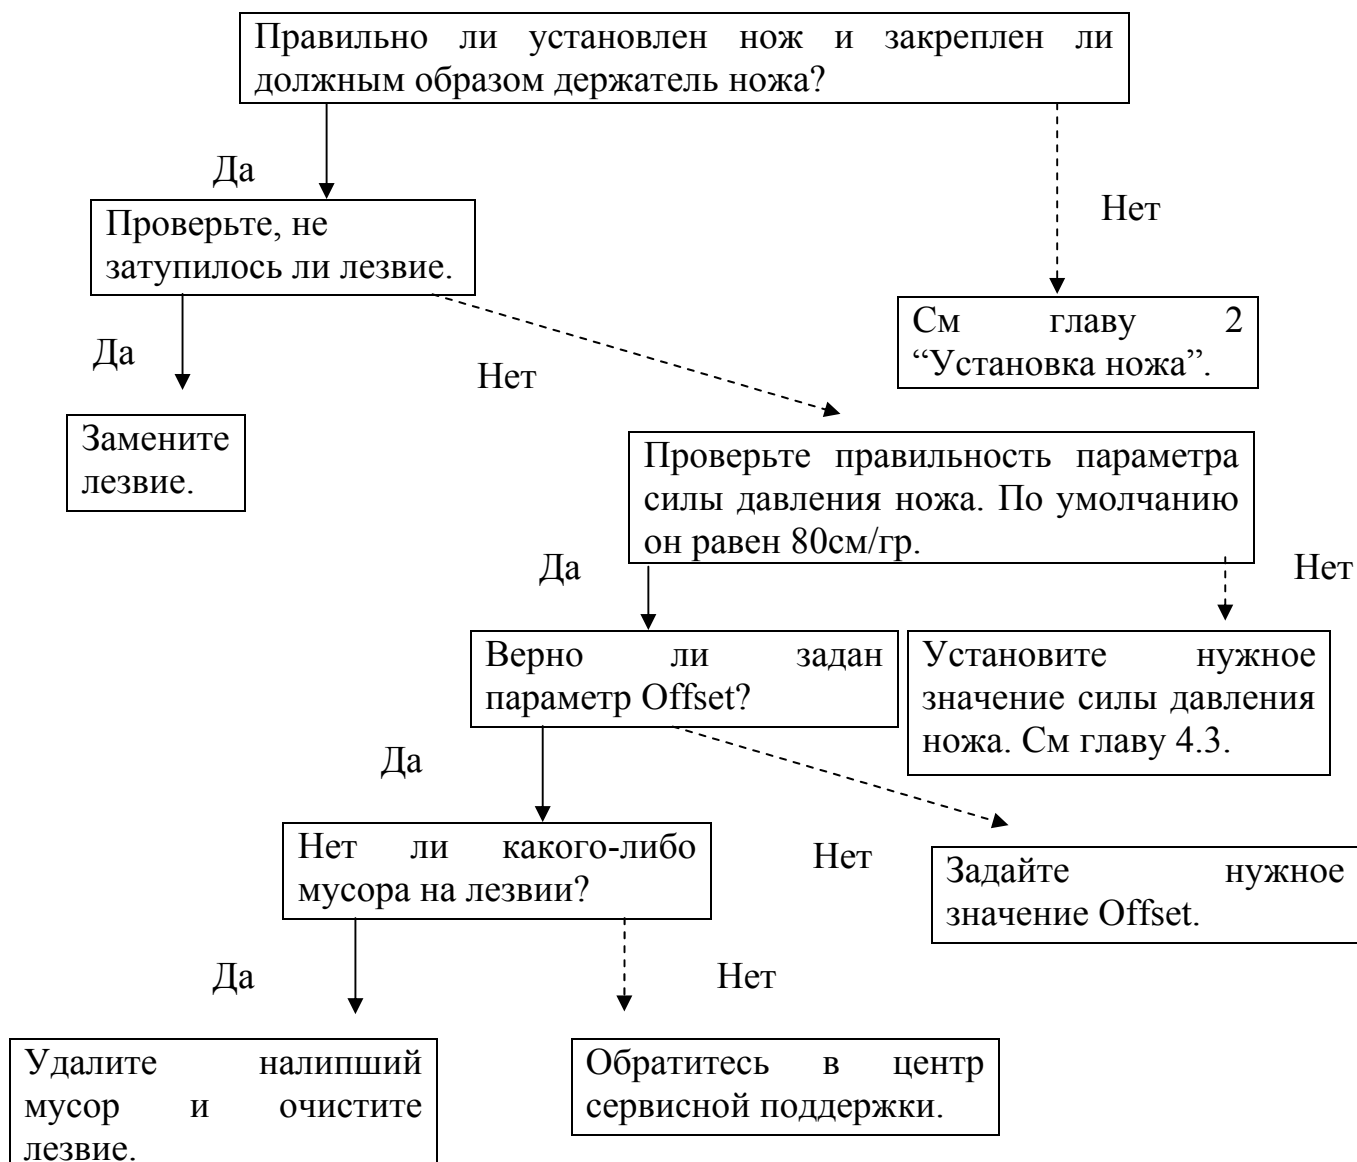 Правильно ли установлен нож и закреплен ли
должным образом держатель ножа?
Да
Нет
Проверьте, не
затупилось ли лезвие.
См главу 2
“Установка ножа”.
Да
Нет
Замените
лезвие.
Проверьте правильность параметра
силы давления ножа. По умолчанию
он равен 80см/гр.
Да
Нет
Верно ли задан
параметр Offset?
Установите нужное
значение силы давления
ножа. См главу 4.3.
Да
Нет
Нет ли какого-либо
мусора на лезвии?
Задайте нужное
значение Offset.
Да
Нет
Удалите налипший
мусор и очистите
лезвие.
Обратитесь в центр
сервисной поддержки.